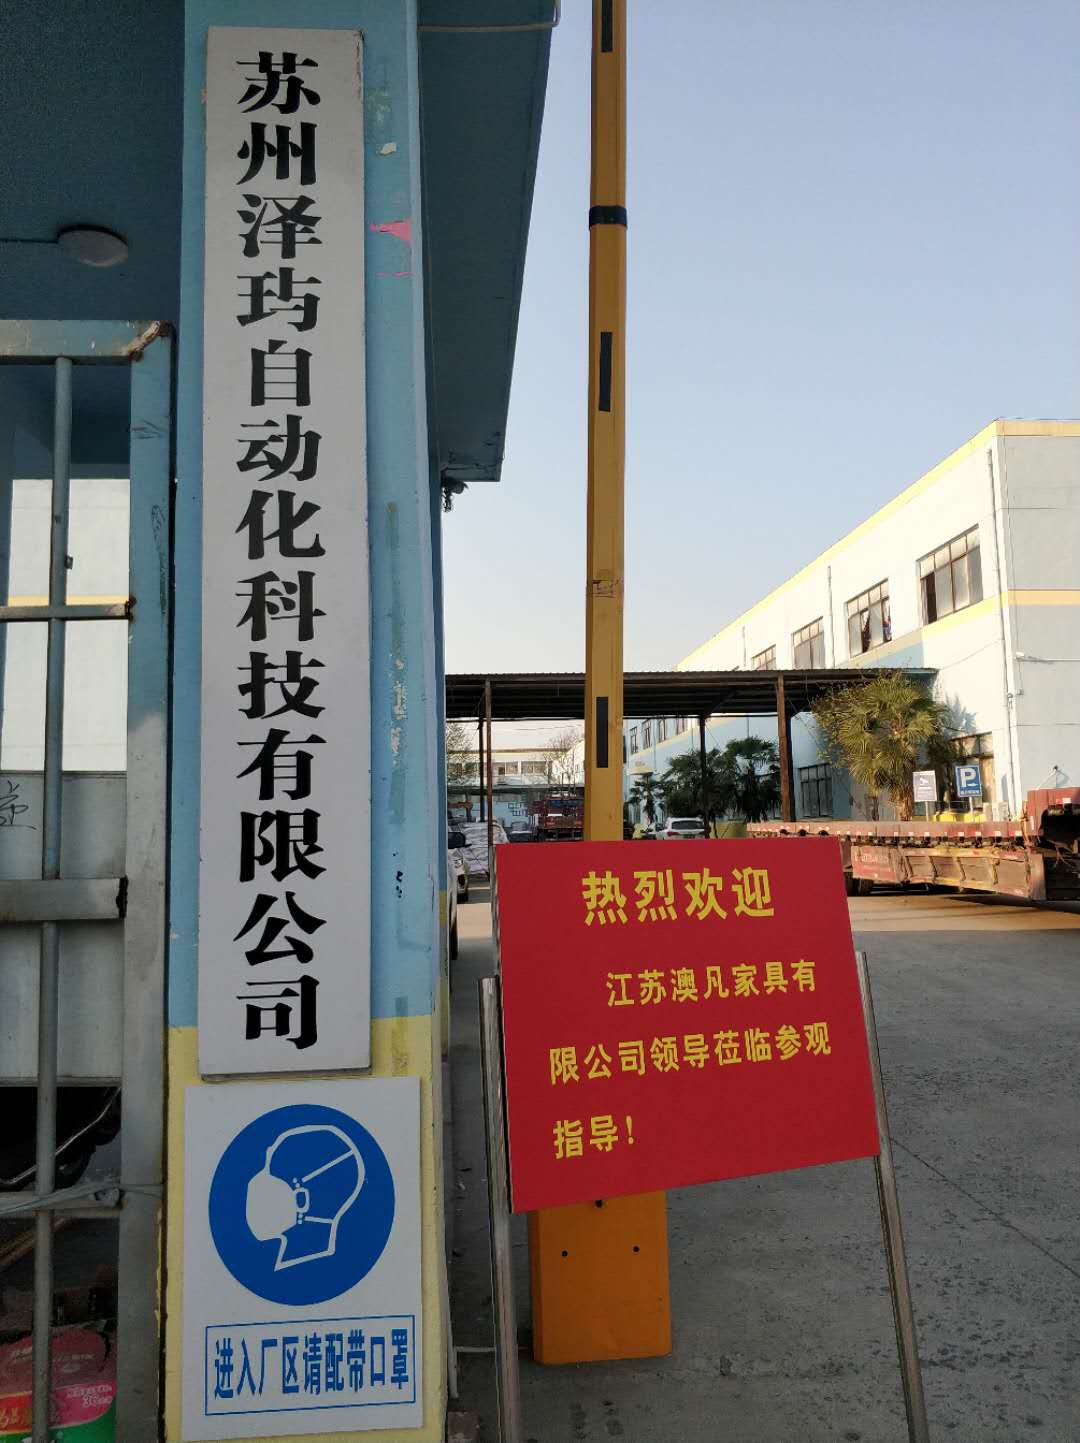 苏州泽玙自动化科技有限公司
热烈欢迎
江苏澳凡家具有
限公司领导莅临参观
指导！
进入厂区请配带口罩
P